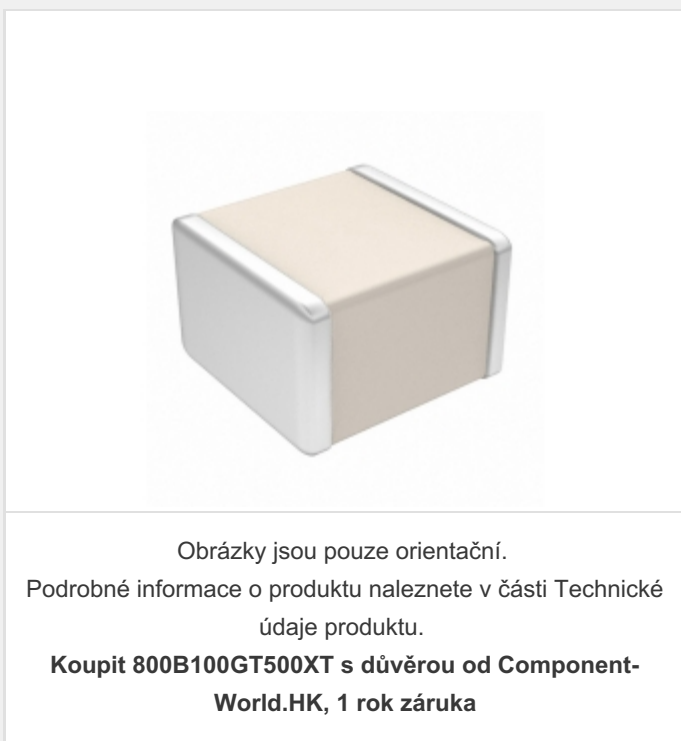 Obrázky jsou pouze orientační.
Podrobné informace o produktu naleznete v části Technické
údaje produktu.
Koupit 800B100GT500XT s důvěrou od Component-
World.HK, 1 rok záruka